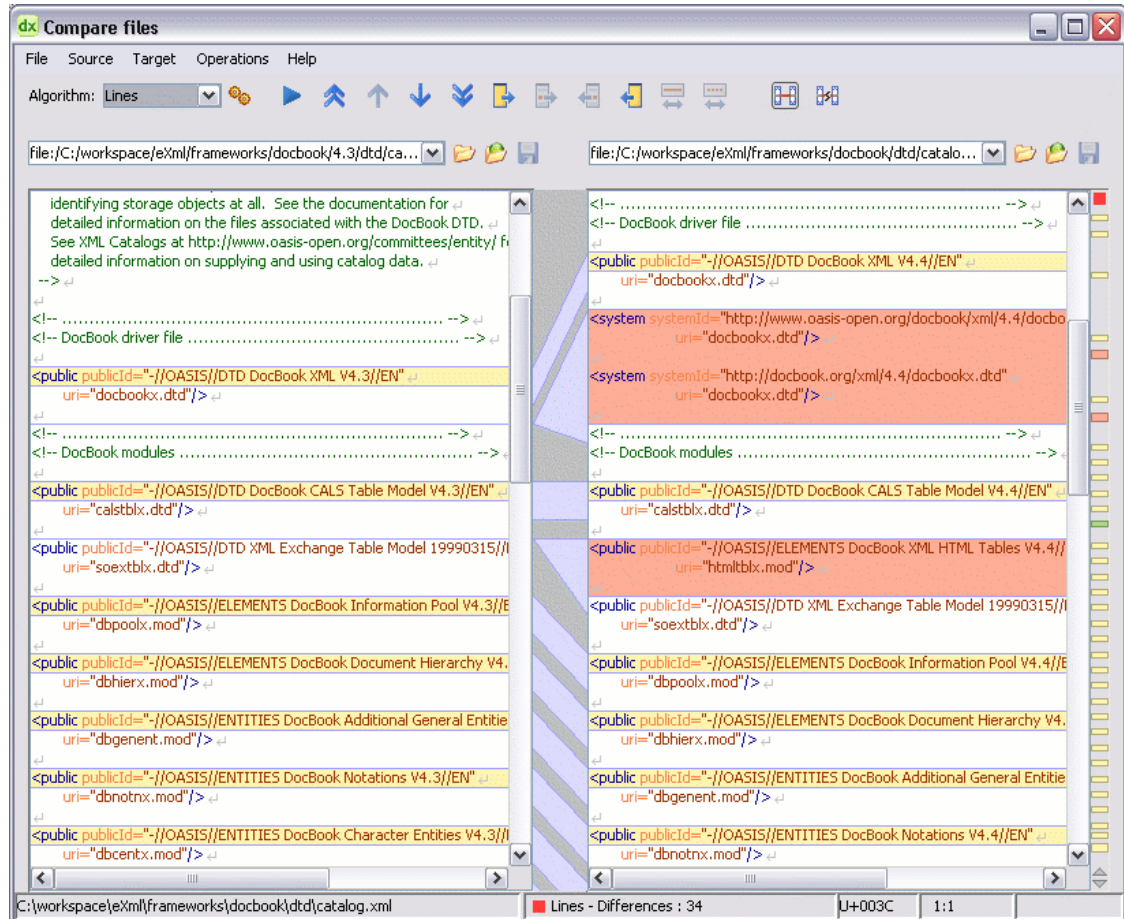 dx Compare files
File Source Target Operations Help
Algorithm: Lines
file:/C:/workspace/eXml/frameworks/docbook/4.3/dtd/ca...
file:/C:/workspace/eXml/frameworks/docbook/dtd/catalo...
identifying storage objects at all. See the documentation for
detailed information on the files associated with the DocBook DTD.
See XML Catalogs at http://www.oasis-open.org/committees/entity/ f
detailed information on supplying and using catalog data.
-->
<!-- ...................................................................... -->
<!-- DocBook driver file .................................................. -->
<public publicId="-//OASIS//DTD DocBook XML V4.3//EN"
uri="docbookx.dtd"/>
<!-- ...................................................................... -->
<!-- DocBook modules ...................................................... -->
<public publicId="-//OASIS//DTD DocBook CALS Table Model V4.3//EN"
uri="calstblx.dtd"/>
<public publicId="-//OASIS//DTD XML Exchange Table Model 19990315//
uri="soextblx.dtd"/>
<public publicId="-//OASIS//ELEMENTS DocBook Information Pool V4.3//E
uri="dbpoolx.mod"/>
<public publicId="-//OASIS//ELEMENTS DocBook Document Hierarchy V4.
uri="dbhierx.mod"/>
<public publicId="-//OASIS//ENTITIES DocBook Additional General Entitie
uri="dbgenent.mod"/>
<public publicId="-//OASIS//ENTITIES DocBook Notations V4.3//EN"
uri="dbnotnx.mod"/>
<public publicId="-//OASIS//ENTITIES DocBook Character Entities V4.3//
uri="dbcentx.mod"/>
<!-- ...................................................................... -->
<!-- DocBook driver file .................................................. -->
<public publicId="-//OASIS//DTD DocBook XML V4.4//EN"
uri="docbookx.dtd"/>
<system systemId="http://www.oasis-open.org/docbook/xml/4.4/docbo
uri="docbookx.dtd"/>
<system systemId="http://docbook.org/xml/4.4/docbookx.dtd"
uri="docbookx.dtd"/>
<!-- ...................................................................... -->
<!-- DocBook modules ...................................................... -->
<public publicId="-//OASIS//DTD DocBook CALS Table Model V4.4//EN"
uri="calstblx.dtd"/>
<public publicId="-//OASIS//ELEMENTS DocBook XML HTML Tables V4.4//
uri="htmltblx.mod"/>
<public publicId="-//OASIS//DTD XML Exchange Table Model 19990315//
uri="soextblx.dtd"/>
<public publicId="-//OASIS//ELEMENTS DocBook Information Pool V4.4//E
uri="dbpoolx.mod"/>
<public publicId="-//OASIS//ELEMENTS DocBook Document Hierarchy V4.
uri="dbhierx.mod"/>
<public publicId="-//OASIS//ENTITIES DocBook Additional General Entitie
uri="dbgenent.mod"/>
<public publicId="-//OASIS//ENTITIES DocBook Notations V4.4//EN"
uri="dbnotnx.mod"/>
C:\workspace\eXml\frameworks\docbook\dtd\catalog.xml
Lines - Differences : 34
U+003C
1:1